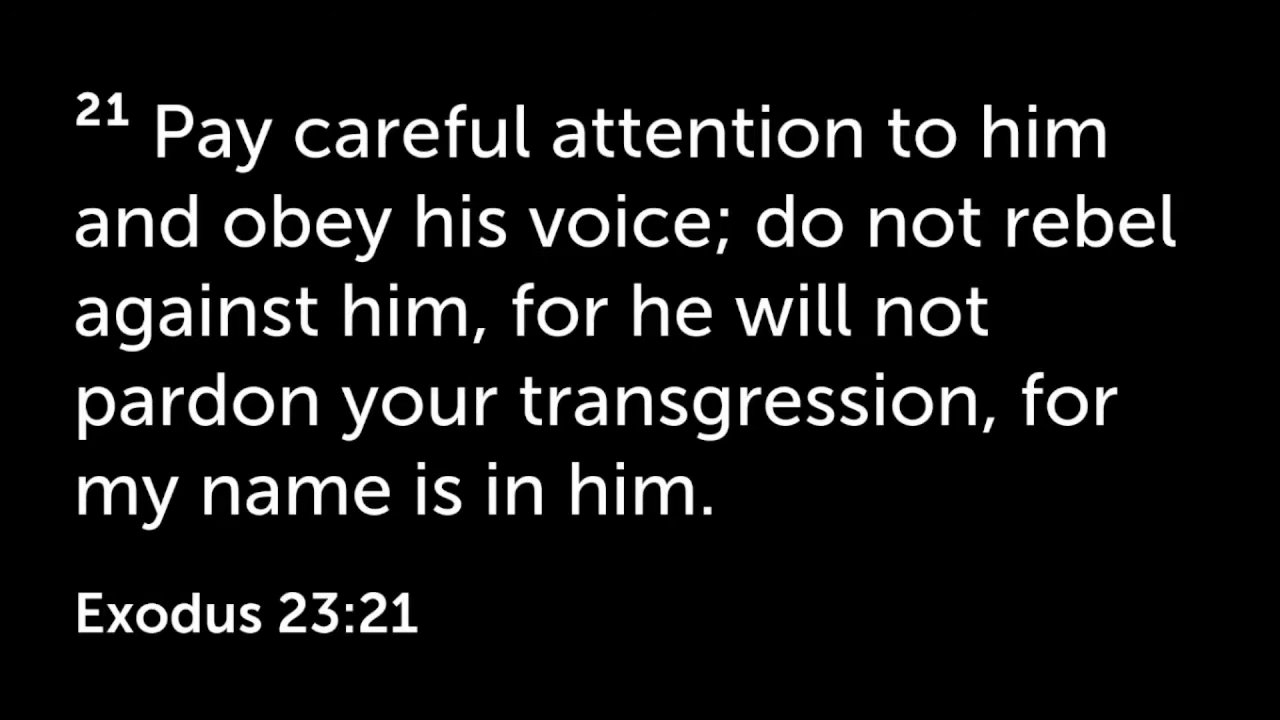 21 Pay careful attention to him
and obey his voice; do not rebel
against him, for he will not
pardon your transgression, for
my name is in him.
Exodus 23:21